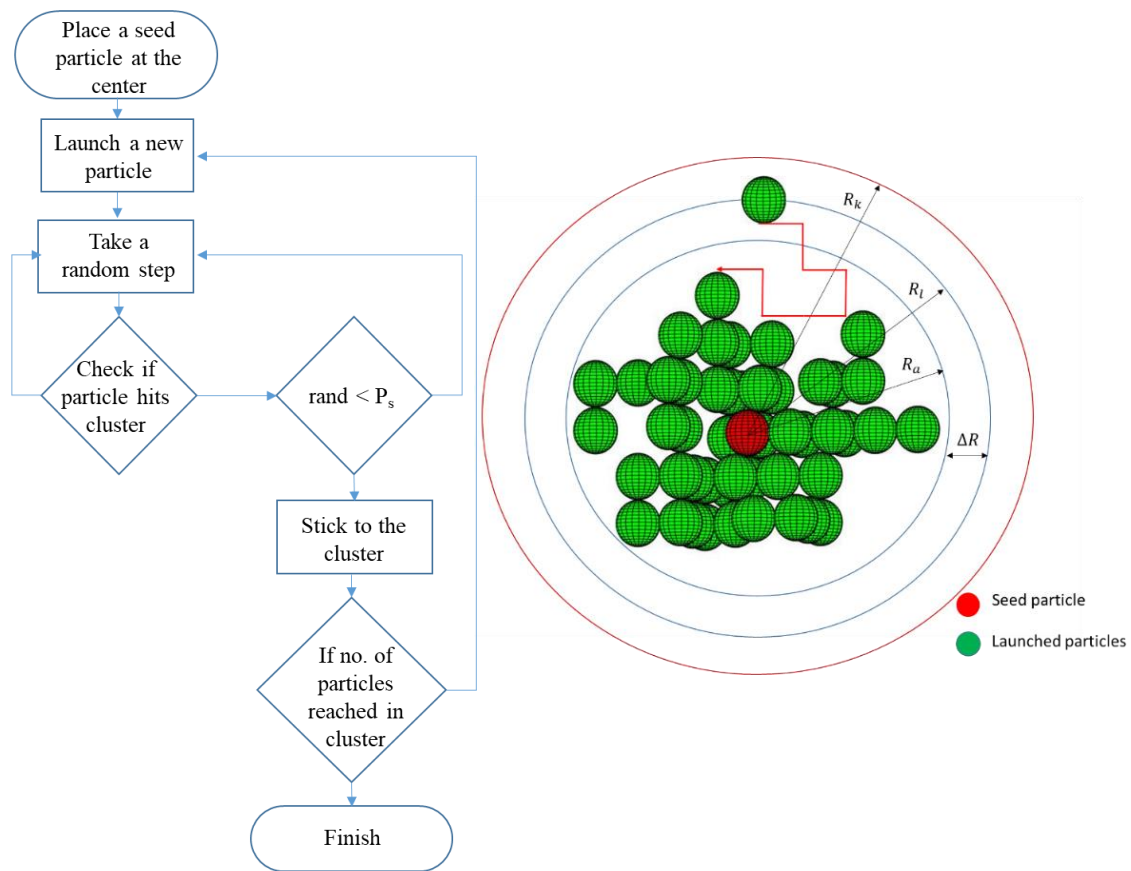 Place a seed
particle at the
center
Launch a new
particle
Take a
random step
Check if
particle hits
cluster
rand < Pₛ
Stick to the
cluster
If no. of
particles
reached in
cluster
Finish
Rₖ
Rₗ
Rₐ
ΔR
Seed particle
Launched particles